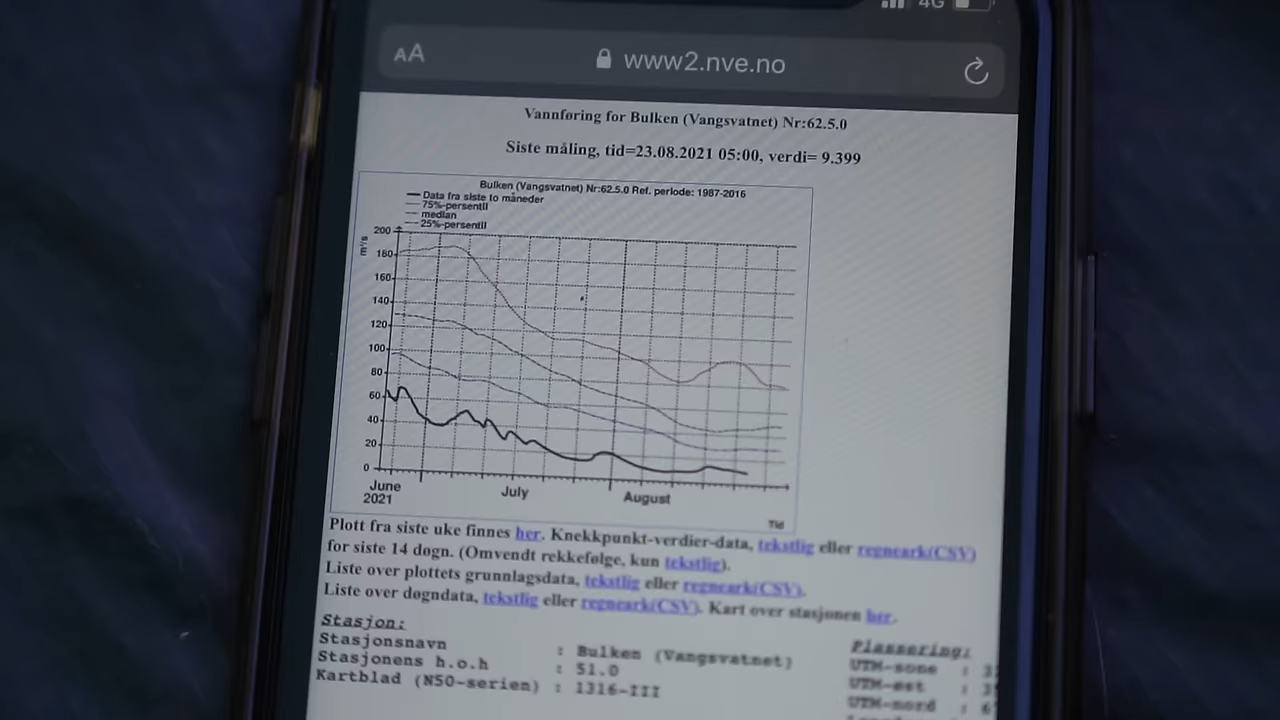 4G
AA www2.nve.no
Vannføring for Bulken (Vangsvatnet) Nr:62.5.0
Siste måling, tid=23.08.2021 05:00, verdi= 9.399
Bulken (Vangsvatnet) Nr:62.5.0 Ref. periode: 1987-2016
Data fra siste to måneder
75%-persentil
median
25%-persentil
m³/s
200
180
160
140
120
100
80
60
40
20
0
June
2021
July
August
Tid
Plott fra siste uke finnes her. Knekkpunkt-verdier-data, tekstlig eller regneark(CSV)
for siste 14 døgn. (Omvendt rekkefølge, kun tekstlig).
Liste over plottets grunnlagsdata, tekstlig eller regneark(CSV).
Liste over døgndata, tekstlig eller regneark(CSV). Kart over stasjonen her.
Stasjon:
Stasjonsnavn : Bulken (Vangsvatnet)
Stasjonens h.o.h : 51.0
Kartblad (N50-serien) : 1316-III
Plassering:
UTM-sone : 3
UTM-øst : 3
UTM-nord : 6